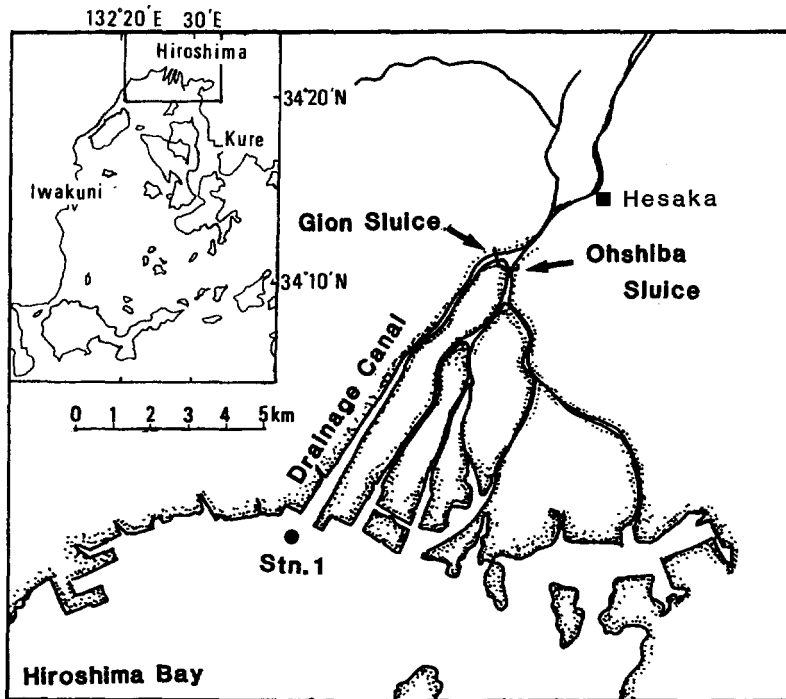 132°20'E 30'E
Hiroshima
34°20'N
Kure
Iwakuni
34°10'N
0 1 2 3 4 5km
Hesaka
Gion Sluice
Ohshiba
Sluice
Drainage Canal
Stn.1
Hiroshima Bay